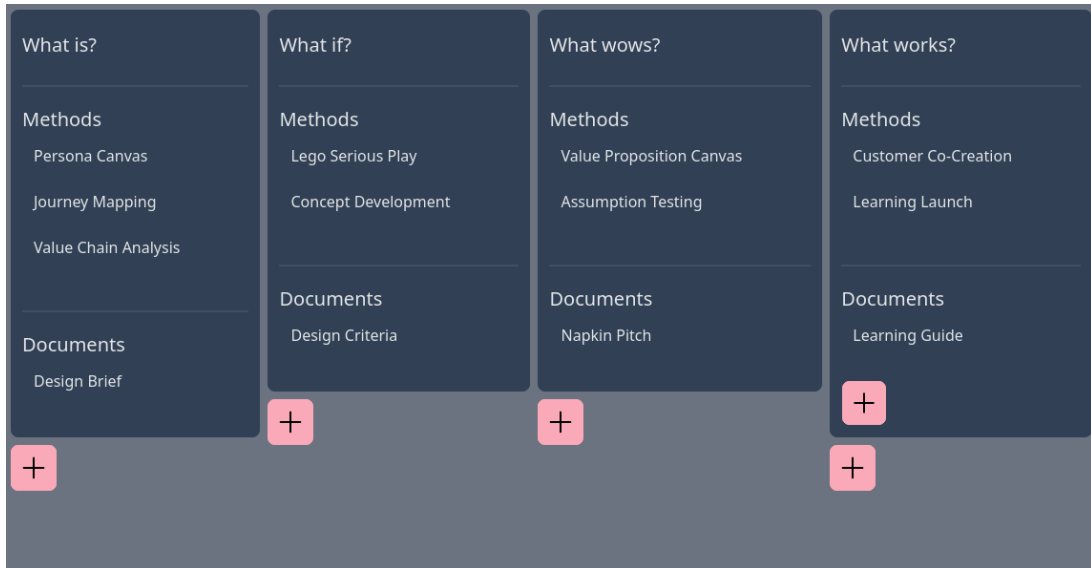 What is?
Methods
Persona Canvas
Journey Mapping
Value Chain Analysis
Documents
Design Brief
What if?
Methods
Lego Serious Play
Concept Development
Documents
Design Criteria
What wows?
Methods
Value Proposition Canvas
Assumption Testing
Documents
Napkin Pitch
What works?
Methods
Customer Co-Creation
Learning Launch
Documents
Learning Guide